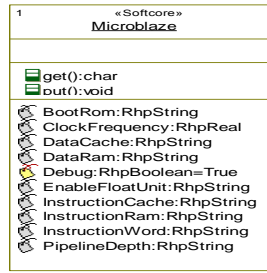 1
«Softcore»
Microblaze
get():char
put():void
BootRom:RhpString
ClockFrequency:RhpReal
DataCache:RhpString
DataRam:RhpString
Debug:RhpBoolean=True
EnableFloatUnit:RhpString
InstructionCache:RhpString
InstructionRam:RhpString
InstructionWord:RhpString
PipelineDepth:RhpString